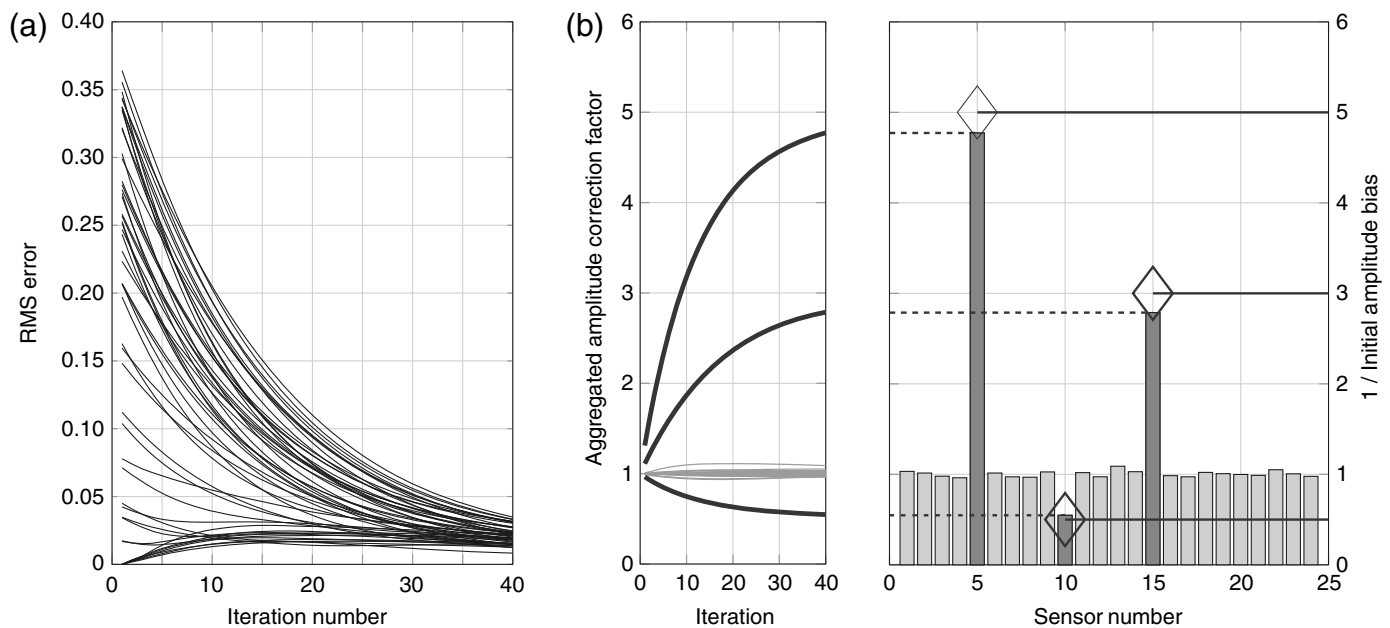 (a)
0.40
0.35
0.30
0.25
0.20
0.15
0.10
0.05
0
RMS error
0 10 20 30 40
Iteration number
(b)
6
5
4
3
2
1
0
Aggregated amplitude correction factor
0 10 20 30 40
Iteration
0 5 10 15 20 25
Sensor number
6
5
4
3
2
1
0
1 / Initial amplitude bias